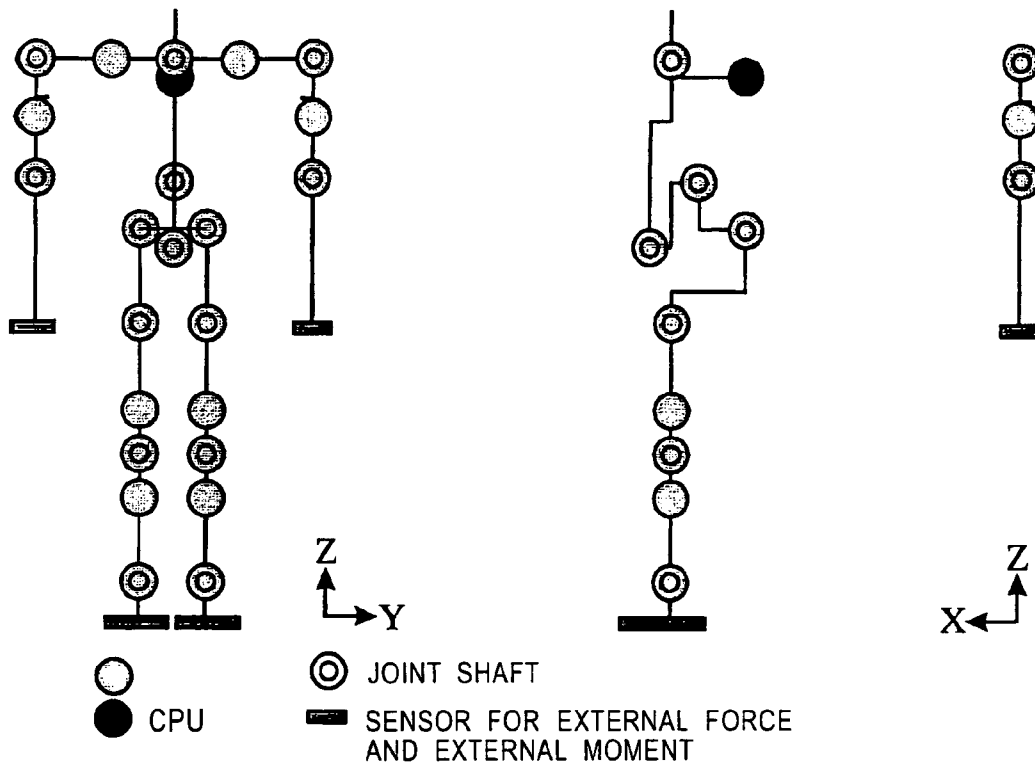 Z
Y
Z
X
JOINT SHAFT
CPU
SENSOR FOR EXTERNAL FORCE
AND EXTERNAL MOMENT